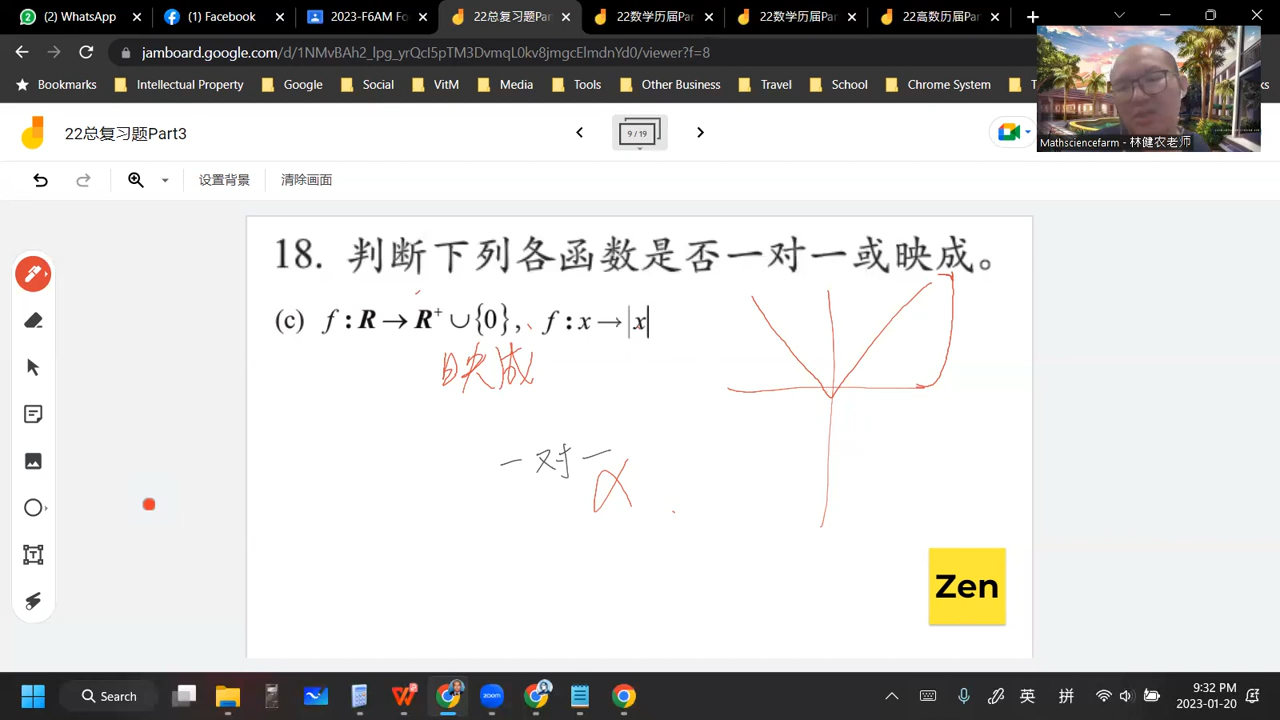 (2) WhatsApp
(1) Facebook
2023-F6AM Fo
22总复习题Part
22数学历届Par
22数学历届Par
22高数历届Part
jamboard.google.com/d/1NMvBAh2_lpg_yrQcI5pTM3DvmqL0kv8jmgcElmdnYd0/viewer?f=8
Bookmarks
Intellectual Property
Google
Social
VitM
Media
Tools
Other Business
Travel
School
Chrome System
Mathsciencefarm - 林健农老师
22总复习题Part3
9 / 19
设置背景
清除画面
18. 判断下列各函数是否一对一或映成。
(c) f : R → R⁺ ∪ {0}, f : x → |x|
映成
一对一
Zen
Search
英
拼
9:32 PM
2023-01-20